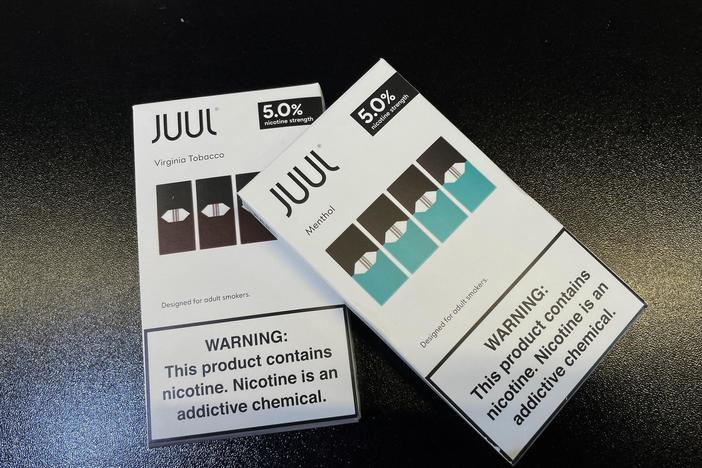 JUUL
5.0%
nicotine strength
Virginia Tobacco
Designed for adult smokers.
WARNING:
This product contains
nicotine. Nicotine is an
addictive chemical.
JUUL
5.0%
nicotine strength
Menthol
Designed for adult smokers.
WARNING:
This product contains
nicotine. Nicotine is an
addictive chemical.